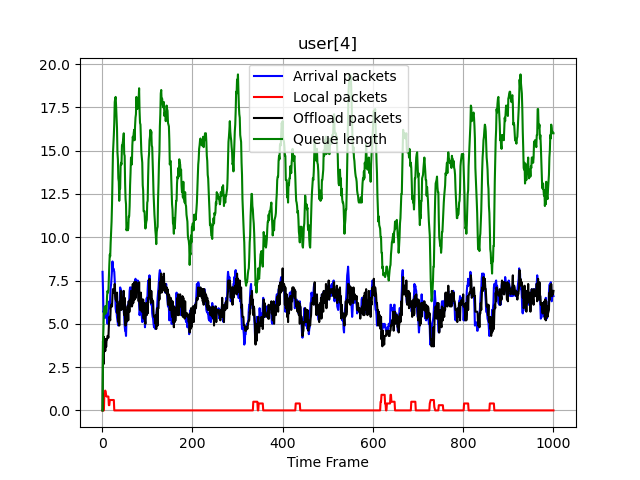 user[4]
20.0
17.5
15.0
12.5
10.0
7.5
5.0
2.5
0.0
Arrival packets
Local packets
Offload packets
Queue length
0 200 400 600 800 1000
Time Frame